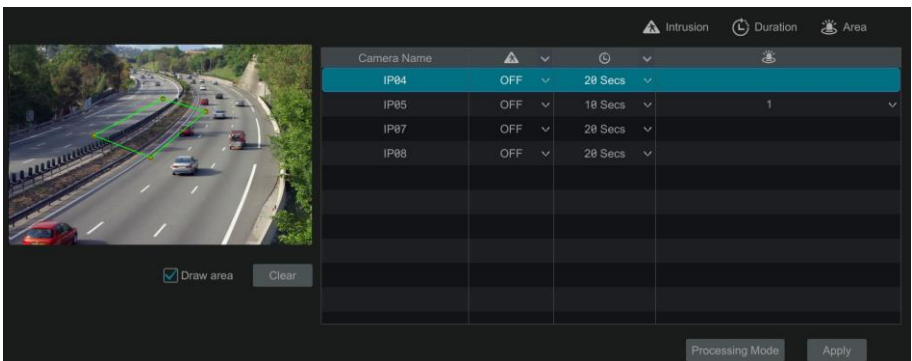 Intrusion Duration Area
Camera Name
IP04 OFF 20 Secs
IP05 OFF 10 Secs 1
IP07 OFF 20 Secs
IP08 OFF 20 Secs
Draw area Clear
Processing Mode Apply